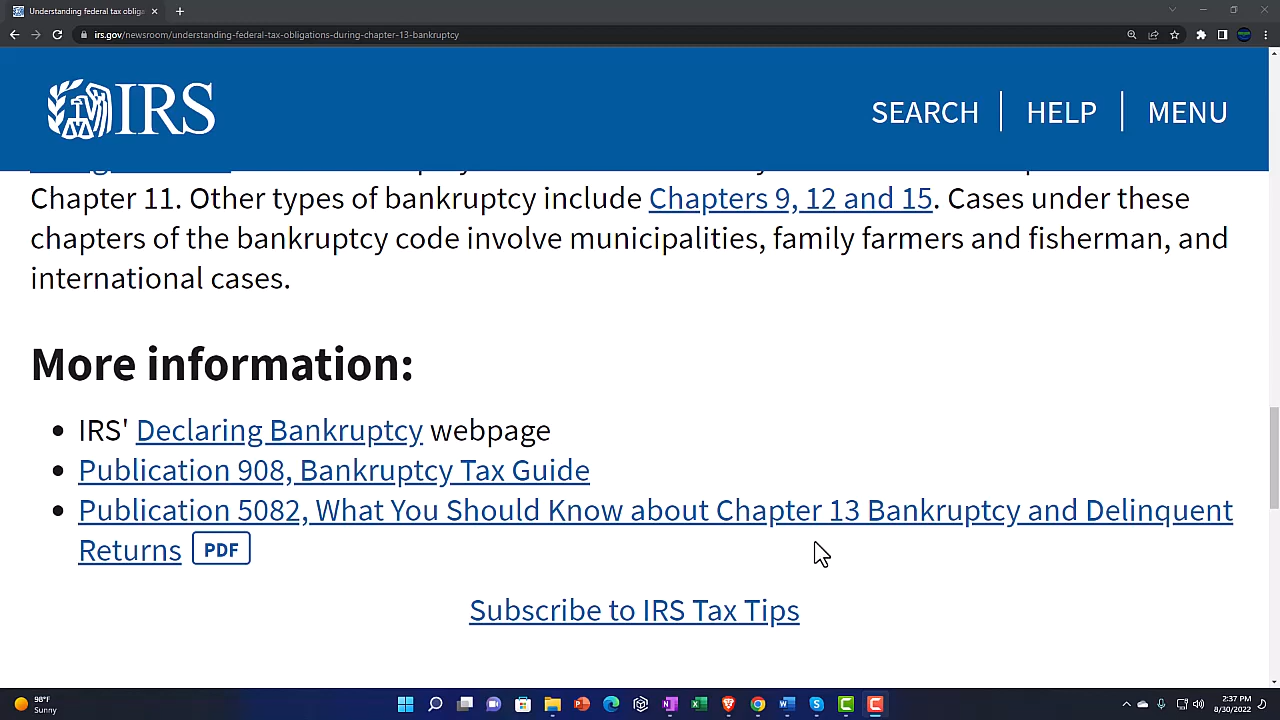 Understanding federal tax obliga
irs.gov/newsroom/understanding-federal-tax-obligations-during-chapter-13-bankruptcy
IRS
SEARCH
HELP
MENU
Chapter 11. Other types of bankruptcy include Chapters 9, 12 and 15. Cases under these
chapters of the bankruptcy code involve municipalities, family farmers and fisherman, and
international cases.
More information:
• IRS' Declaring Bankruptcy webpage
• Publication 908, Bankruptcy Tax Guide
• Publication 5082, What You Should Know about Chapter 13 Bankruptcy and Delinquent
Returns PDF
Subscribe to IRS Tax Tips
98°F
Sunny
2:37 PM
8/30/2022